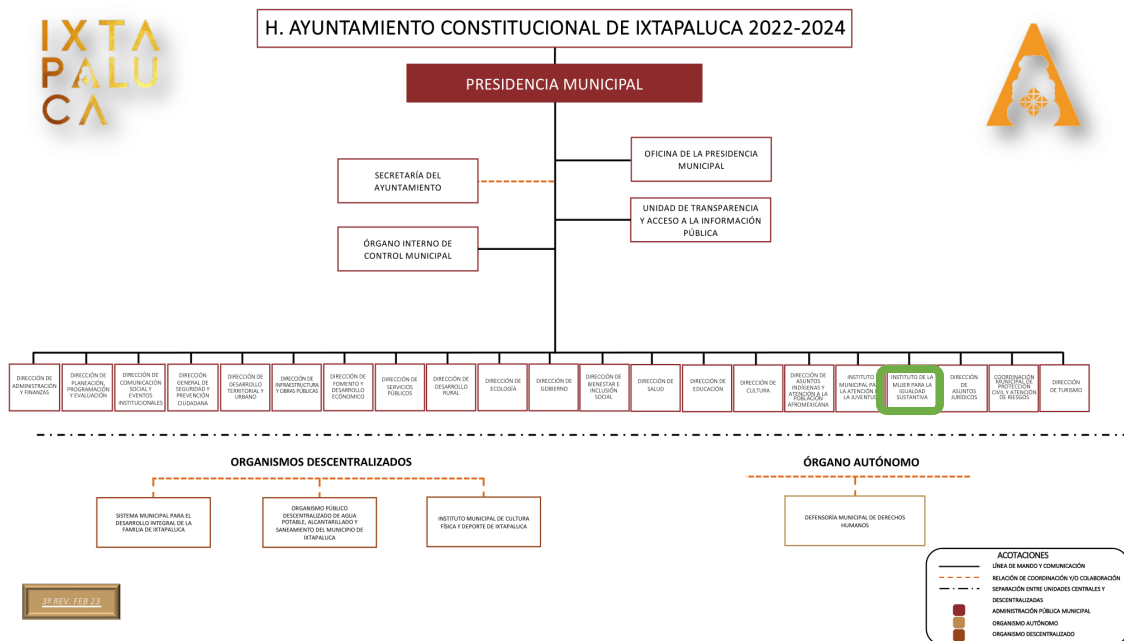 IXTA
PALU
CA
H. AYUNTAMIENTO CONSTITUCIONAL DE IXTAPALUCA 2022-2024
PRESIDENCIA MUNICIPAL
SECRETARÍA DEL
AYUNTAMIENTO
OFICINA DE LA PRESIDENCIA
MUNICIPAL
UNIDAD DE TRANSPARENCIA
Y ACCESO A LA INFORMACIÓN
PÚBLICA
ÓRGANO INTERNO DE
CONTROL MUNICIPAL
DIRECCIÓN DE
ADMINISTRACIÓN
Y FINANZAS
DIRECCIÓN DE
PLANEACIÓN,
PROGRAMACIÓN
Y EVALUACIÓN
DIRECCIÓN DE
COMUNICACIÓN
SOCIAL Y
EVENTOS
INSTITUCIONALES
DIRECCIÓN
GENERAL DE
SEGURIDAD Y
PREVENCIÓN
CIUDADANA
DIRECCIÓN DE
DESARROLLO
TERRITORIAL Y
URBANO
DIRECCIÓN DE
INFRAESTRUCTURA
Y OBRAS PÚBLICAS
DIRECCIÓN DE
FOMENTO Y
DESARROLLO
ECONÓMICO
DIRECCIÓN DE
SERVICIOS
PÚBLICOS
DIRECCIÓN DE
DESARROLLO
RURAL
DIRECCIÓN DE
ECOLOGÍA
DIRECCIÓN DE
GOBIERNO
DIRECCIÓN DE
BIENESTAR E
INCLUSIÓN
SOCIAL
DIRECCIÓN DE
SALUD
DIRECCIÓN DE
EDUCACIÓN
DIRECCIÓN DE
CULTURA
DIRECCIÓN DE
ASUNTOS
INDÍGENAS Y
ATENCIÓN A LA
POBLACIÓN
AFROMEXICANA
INSTITUTO
MUNICIPAL PAR
LA ATENCIÓN
LA JUVENTUD
INSTITUTO DE LA
MUJER PARA LA
IGUALDAD
SUSTANTIVA
DIRECCIÓN
DE
ASUNTOS
JURÍDICOS
COORDINACIÓN
MUNICIPAL DE
PROTECCIÓN
CIVIL Y ATENCIÓN
DE RIESGOS
DIRECCIÓN
DE TURISMO
ORGANISMOS DESCENTRALIZADOS
ÓRGANO AUTÓNOMO
SISTEMA MUNICIPAL PARA EL
DESARROLLO INTEGRAL DE LA
FAMILIA DE IXTAPALUCA
ORGANISMO PÚBLICO
DESCENTRALIZADO DE AGUA
POTABLE, ALCANTARILLADO Y
SANEAMIENTO DEL MUNICIPIO DE
IXTAPALUCA
INSTITUTO MUNICIPAL DE CULTURA
FÍSICA Y DEPORTE DE IXTAPALUCA
DEFENSORÍA MUNICIPAL DE DERECHOS
HUMANOS
3ª REV. FEB 23
ACOTACIONES
LÍNEA DE MANDO Y COMUNICACIÓN
RELACIÓN DE COORDINACIÓN Y/O COLABORACIÓN
SEPARACIÓN ENTRE UNIDADES CENTRALES Y
DESCENTRALIZADAS
ADMINISTRACIÓN PÚBLICA MUNICIPAL
ORGANISMO AUTÓNOMO
ORGANISMO DESCENTRALIZADO